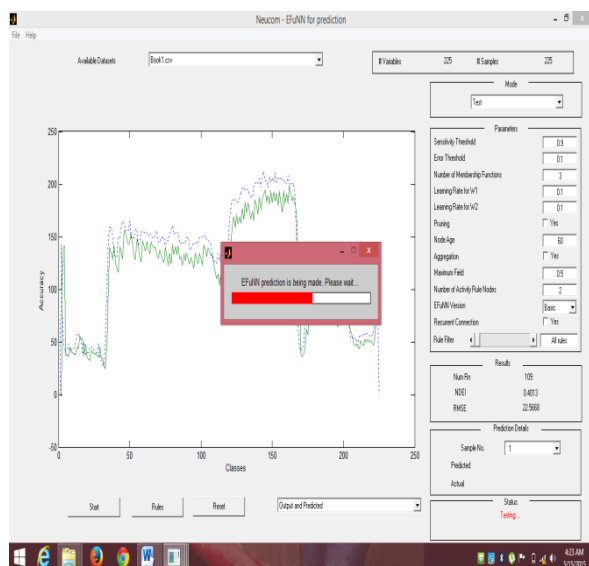 Neucom - EFuNN for prediction
File Help
Available Datasets Book1.csv
# Variables 225 # Samples 225
Mode
Test
Parameters
Sensitivity Threshold 0.9
Error Threshold 0.1
Number of Membership Functions 3
Learning Rate for W1 0.1
Learning Rate for W2 0.1
Pruning Yes
Node Age 60
Aggregation Yes
Maximum Field 0.5
Number of Activity Rule Nodes 2
EFuNN Version Basic
Recurrent Connection Yes
Rule Filter All rules
Results
Num Rn 109
NDEI 0.4013
RMSE 22.5668
Prediction Details
Sample No. 1
Predicted
Actual
Status:
Testing...
250
200
150
100
50
0
-50
Accuracy
0 50 100 150 200 250
Classes
EFuNN prediction is being made. Please wait...
Start Rules Reset Output and Predicted
4:23 AM
5/15/2015